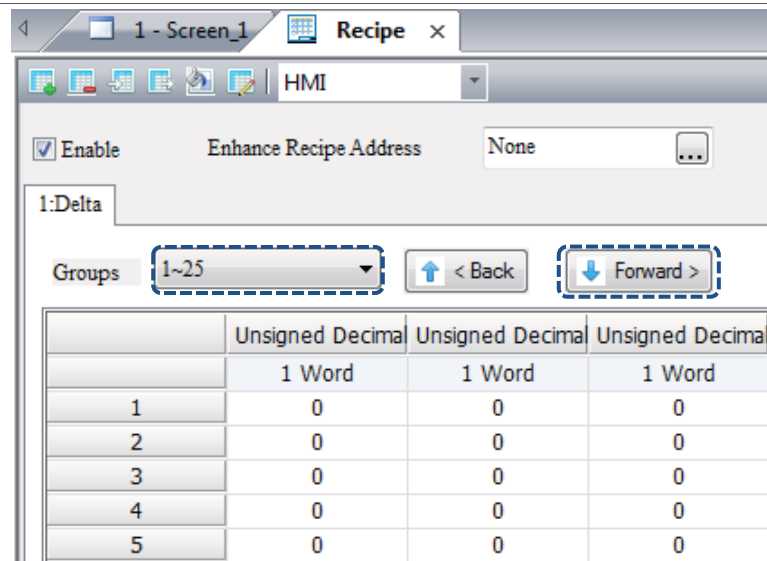 1 - Screen_1 Recipe ×
HMI
Enable Enhance Recipe Address None ...
1:Delta
Groups 1~25 < Back Forward >
Unsigned Decimal Unsigned Decimal Unsigned Decimal
1 Word 1 Word 1 Word
1 0 0 0
2 0 0 0
3 0 0 0
4 0 0 0
5 0 0 0